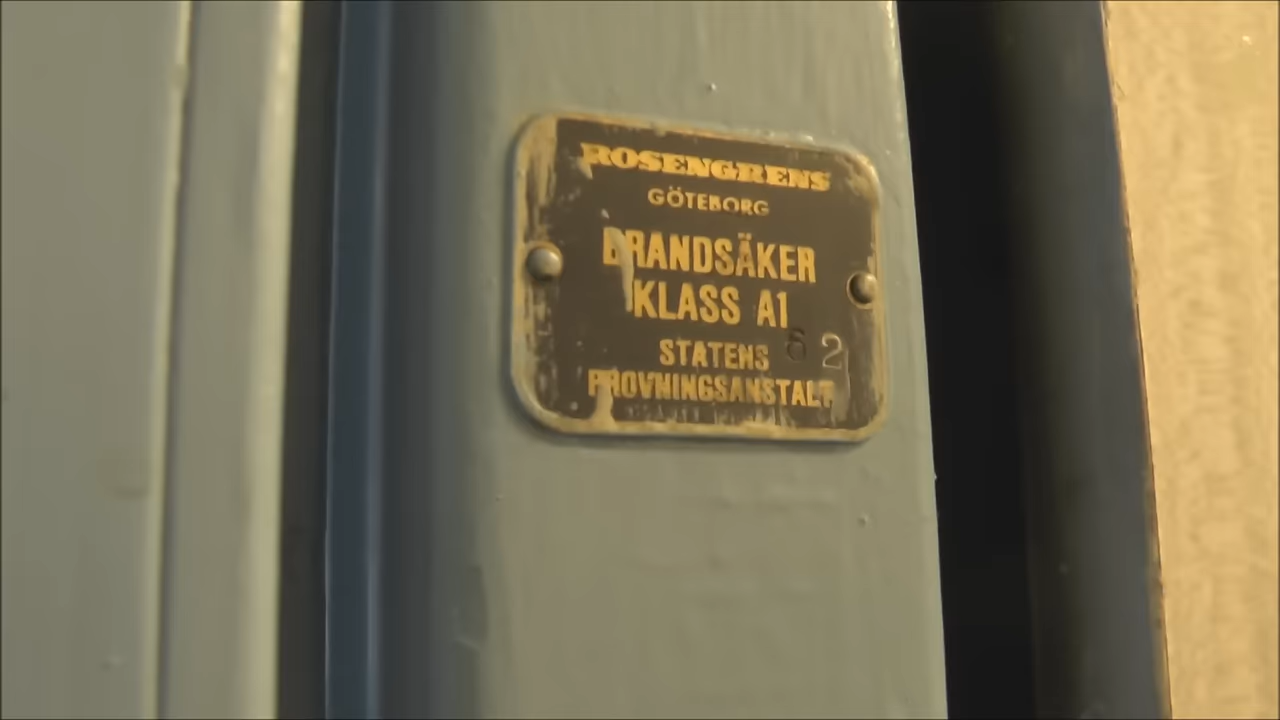 ROSENGRENS
GÖTEBORG
BRANDSÄKER
KLASS A1
62
STATENS
PROVNINGSANSTALT